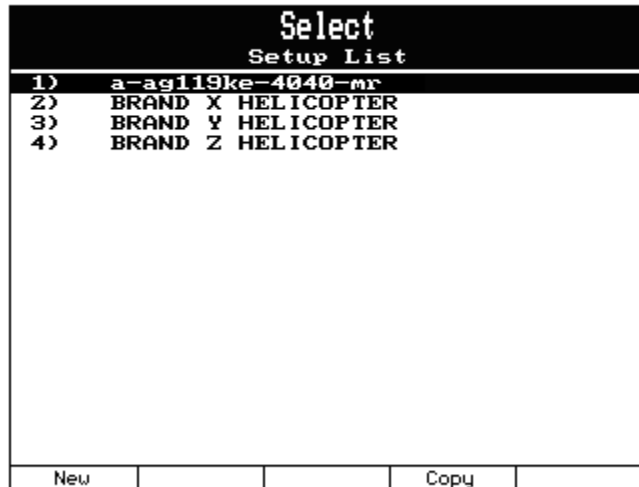 Select
Setup List
1) a-ag119ke-4040-mr
2) BRAND X HELICOPTER
3) BRAND Y HELICOPTER
4) BRAND Z HELICOPTER
New Copy